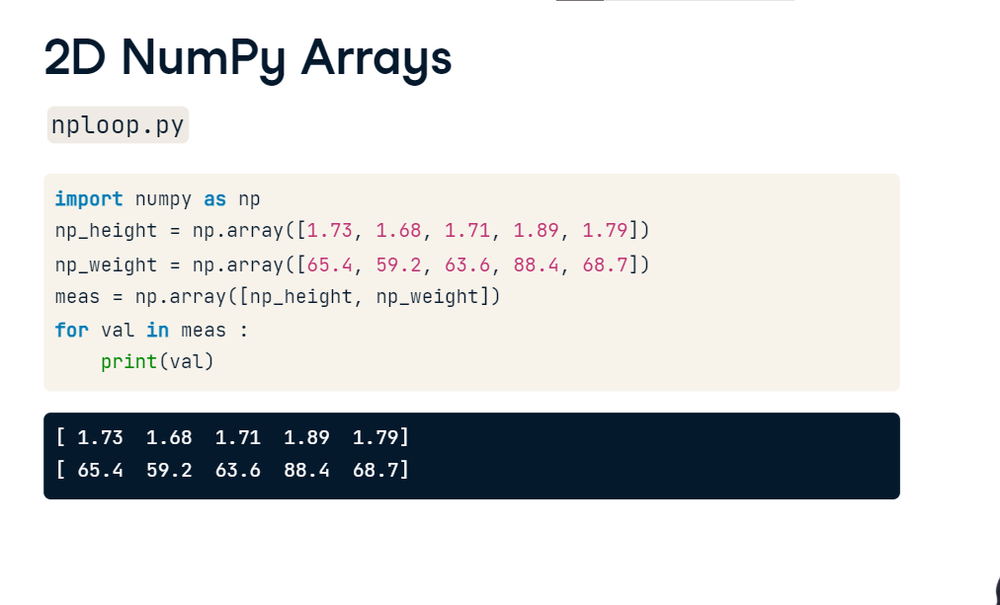 2D NumPy Arrays
nploop.py
import numpy as np
np_height = np.array([1.73, 1.68, 1.71, 1.89, 1.79])
np_weight = np.array([65.4, 59.2, 63.6, 88.4, 68.7])
meas = np.array([np_height, np_weight])
for val in meas :
    print(val)
[ 1.73  1.68  1.71  1.89  1.79]
[ 65.4  59.2  63.6  88.4  68.7]